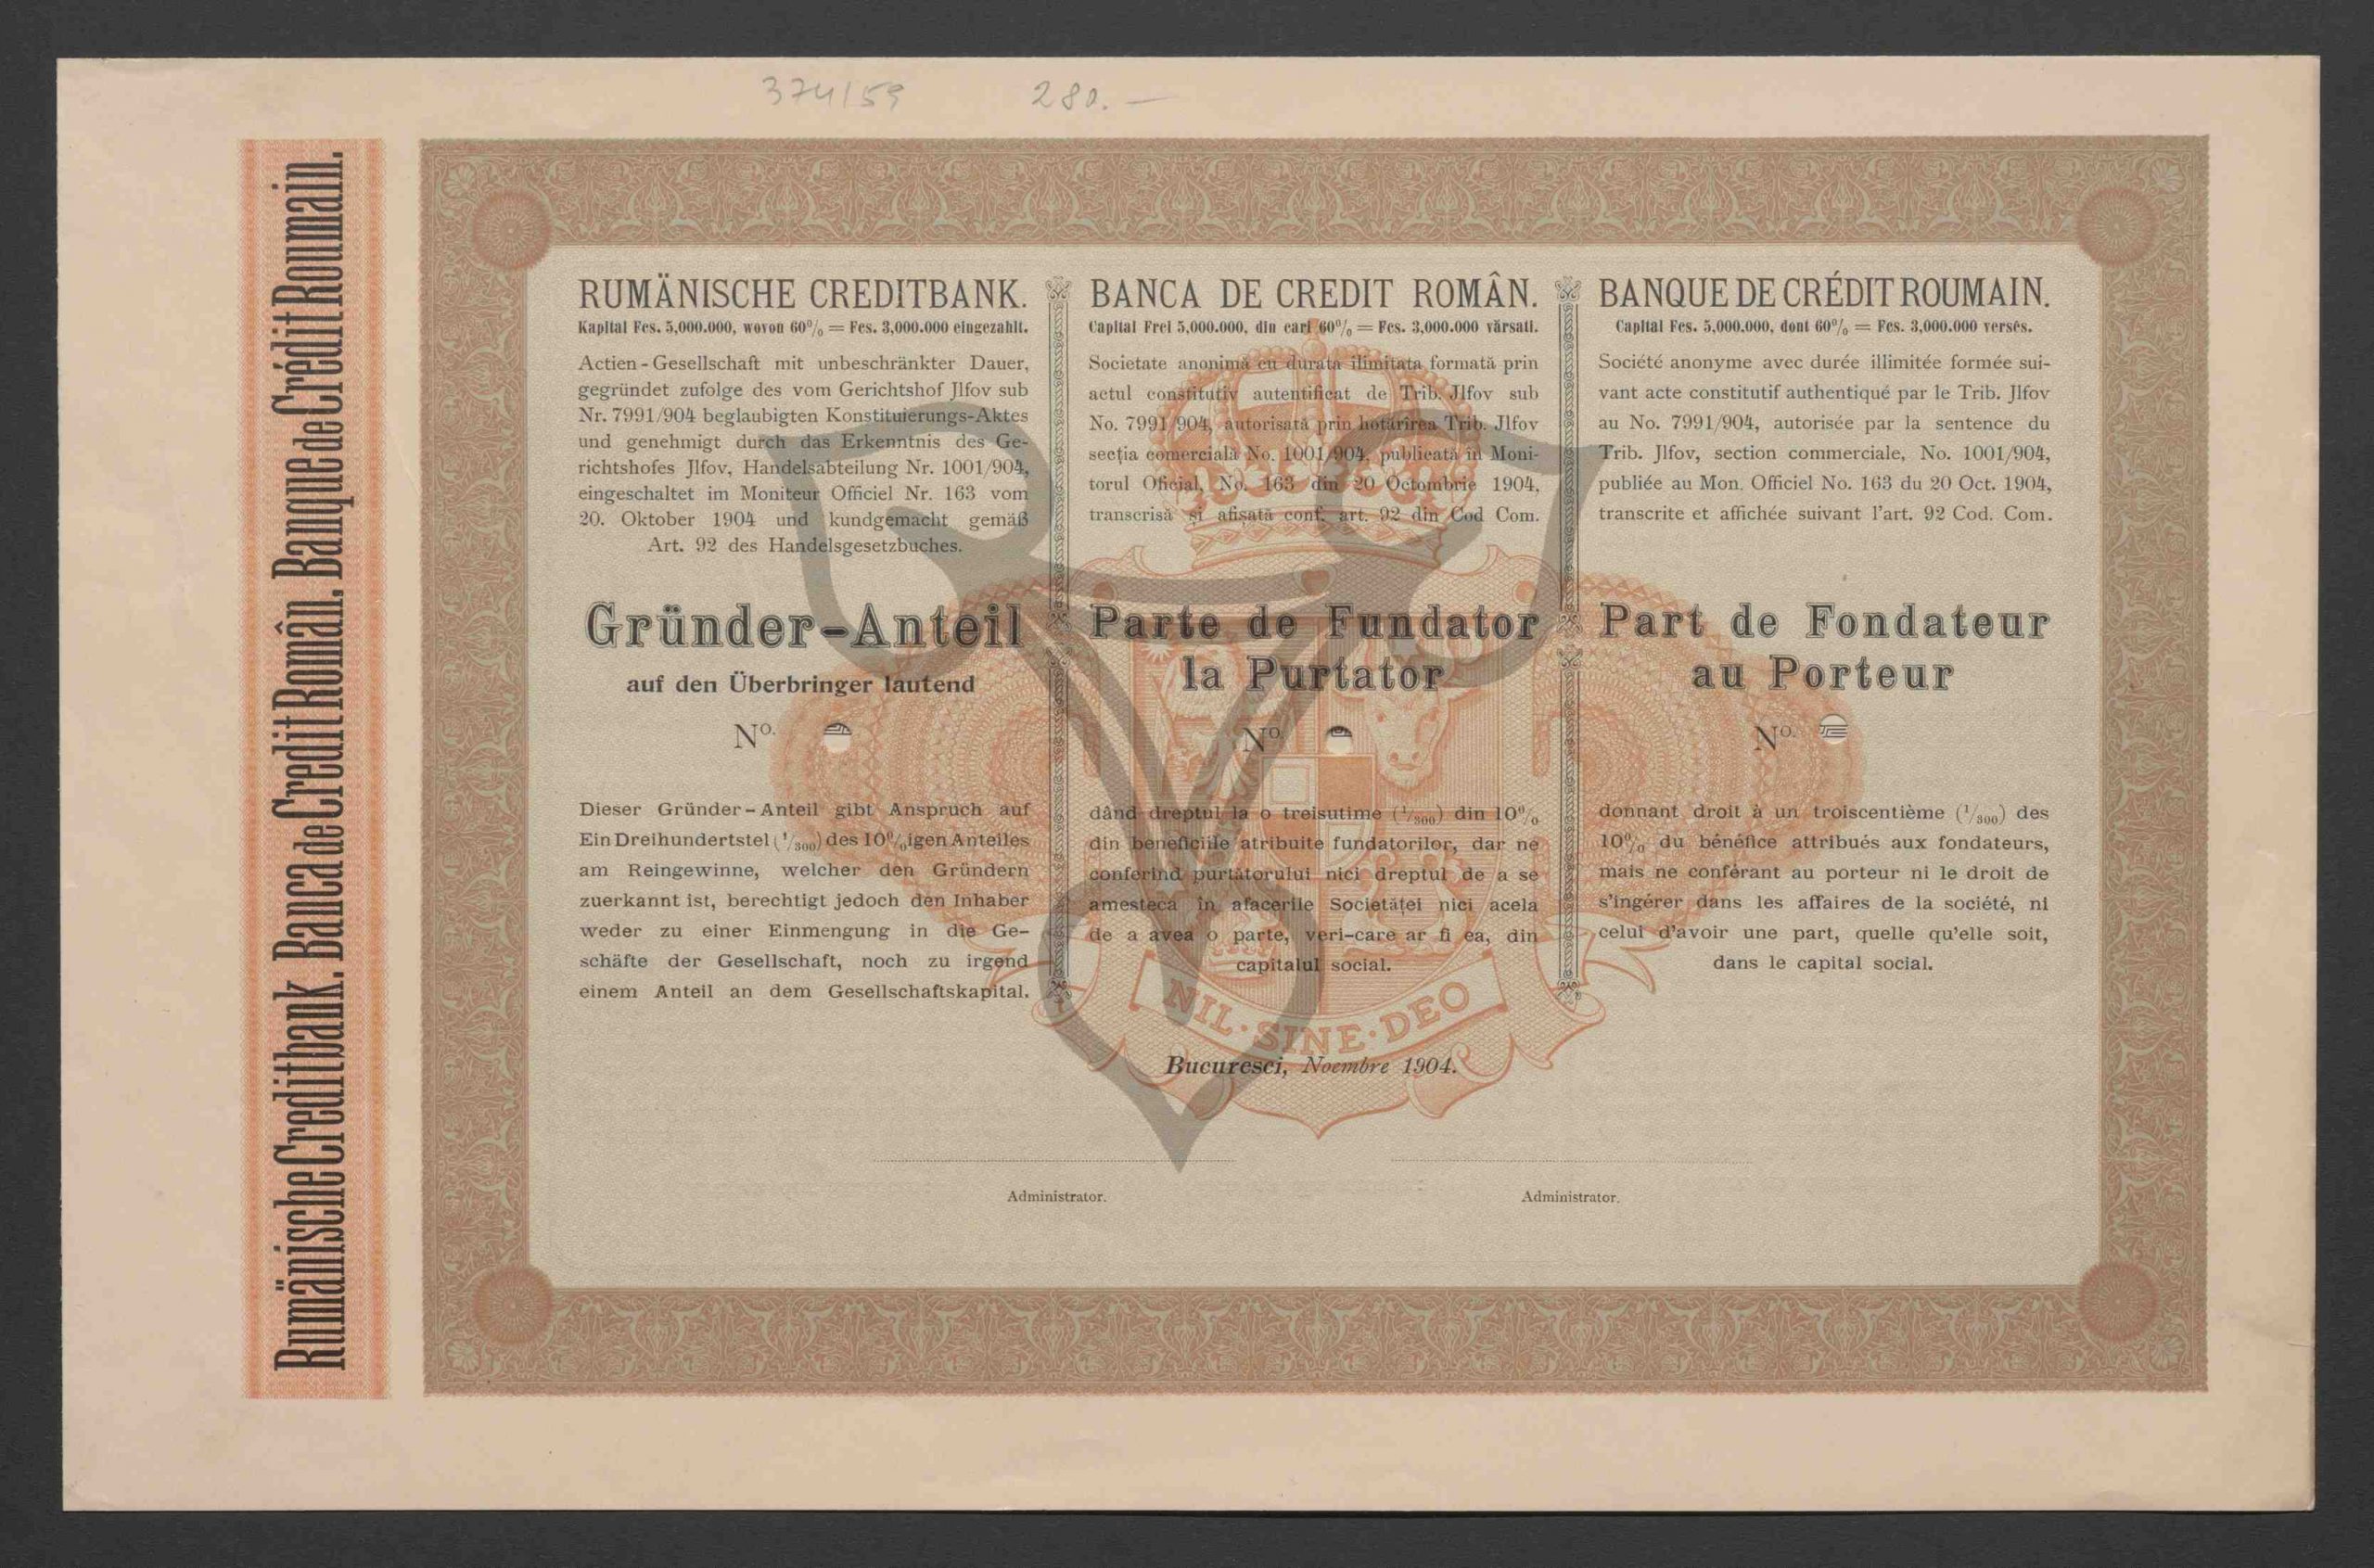 374/59 280.—
Rumänische Creditbank. Banca de Credit Român. Banque de Crédit Roumain.
RUMÄNISCHE CREDITBANK.
Kapital Fcs. 5,000.000, wovon 60% = Fcs. 3,000.000 eingezahlt.
Actien-Gesellschaft mit unbeschränkter Dauer,
gegründet zufolge des vom Gerichtshof Jlfov sub
Nr. 7991/904 beglaubigten Konstituierungs-Aktes
und genehmigt durch das Erkenntnis des Ge-
richtshofes Jlfov, Handelsabteilung Nr. 1001/904,
eingeschaltet im Moniteur Officiel Nr. 163 vom
20. Oktober 1904 und kundgemacht gemäß
Art. 92 des Handelsgesetzbuches.
Gründer-Anteil
auf den Überbringer lautend
No.
Dieser Gründer-Anteil gibt Anspruch auf
Ein Dreihundertstel (1/300) des 10%igen Anteiles
am Reingewinne, welcher den Gründern
zuerkannt ist, berechtigt jedoch den Inhaber
weder zu einer Einmengung in die Ge-
schäfte der Gesellschaft, noch zu irgend
einem Anteil an dem Gesellschaftskapital.
BANCA DE CREDIT ROMÂN.
Capital Frcl 5,000.000, din cari 60% = Fcs. 3,000.000 vărsati.
Societate anonimă cu durata ilimitata formată prin
actul constitutiv autentificat de Trib. Jlfov sub
No. 7991/904, autorisată prin hotărîrea Trib. Jlfov
secția comercială No. 1001/904, publicată în Moni-
torul Oficial, No. 163 din 20 Octombrie 1904,
transcrisă și afișată conf. art. 92 din Cod Com.
Parte de Fundator
la Purtator
No.
dând dreptul la o treisutime (1/300) din 10%
din beneficiile atribuite fundatorilor, dar ne
conferind purtătorului nici dreptul de a se
amesteca în afacerile Societăței nici acela
de a avea o parte, veri-care ar fi ea, din
capitalul social.
NIL·SINE·DEO
Bucuresci, Noembre 1904.
BANQUE DE CRÉDIT ROUMAIN.
Capital Fcs. 5,000.000, dont 60% = Fcs. 3,000.000 versés.
Société anonyme avec durée illimitée formée sui-
vant acte constitutif authentiqué par le Trib. Jlfov
au No. 7991/904, autorisée par la sentence du
Trib. Jlfov, section commerciale, No. 1001/904,
publiée au Mon. Officiel No. 163 du 20 Oct. 1904,
transcrite et affichée suivant l'art. 92 Cod. Com.
Part de Fondateur
au Porteur
No.
donnant droit à un troiscentième (1/300) des
10% du bénéfice attribués aux fondateurs,
mais ne conférant au porteur ni le droit de
s'ingérer dans les affaires de la société, ni
celui d'avoir une part, quelle qu'elle soit,
dans le capital social.
Administrator. Administrator.